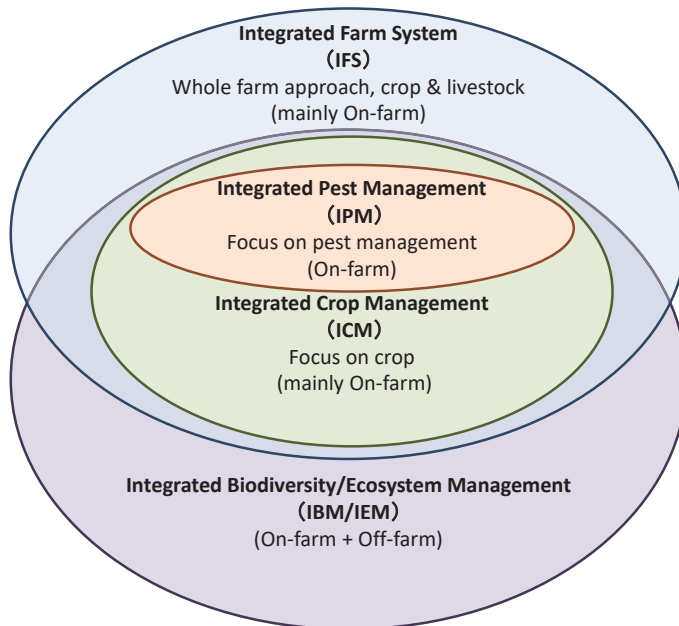 Integrated Farm System
(IFS)
Whole farm approach, crop & livestock
(mainly On-farm)
Integrated Pest Management
(IPM)
Focus on pest management
(On-farm)
Integrated Crop Management
(ICM)
Focus on crop
(mainly On-farm)
Integrated Biodiversity/Ecosystem Management
(IBM/IEM)
(On-farm + Off-farm)